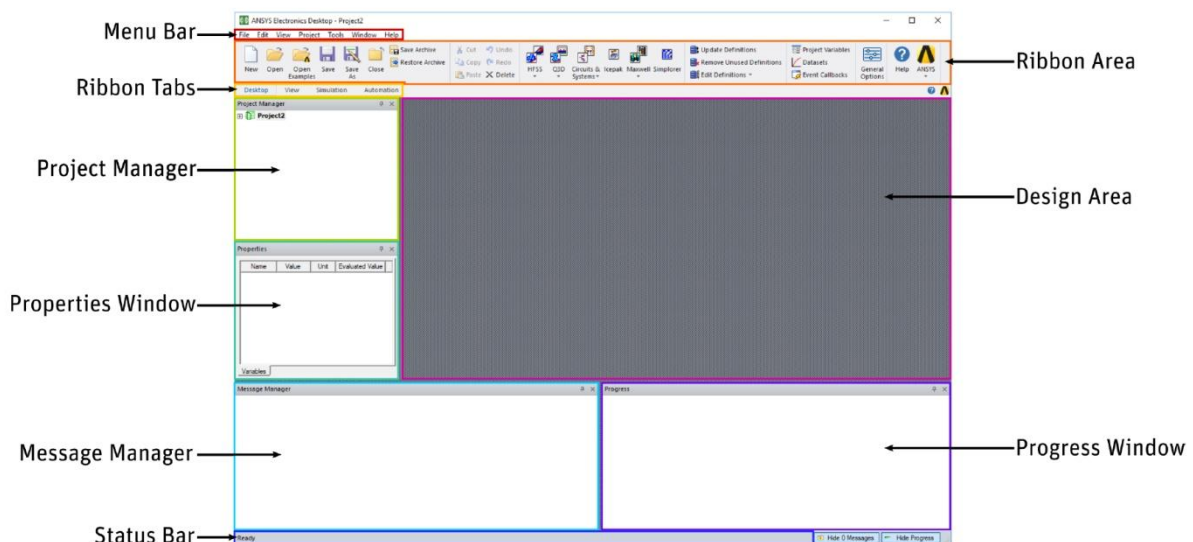 ANSYS Electronics Desktop - Project2
Menu Bar
File Edit View Project Tools Window Help
New
Open
Open Examples
Save
Save As
Close
Save Archive
Restore Archive
Cut
Copy
Paste
Undo
Redo
Delete
HFSS
Q3D
Circuits & Systems
Icepak
Maxwell
Simplorer
Update Definitions
Remove Unused Definitions
Edit Definitions
Project Variables
Datasets
Event Callbacks
General Options
Help
ANSYS
Ribbon Area
Ribbon Tabs
Desktop View Simulation Automation
Project Manager
Project2
Project Manager
Design Area
Properties
Name Value Unit Evaluated Value
Properties Window
Variables
Message Manager
Progress
Message Manager
Progress Window
Status Bar
Ready
Hide 0 Messages
Hide Progress